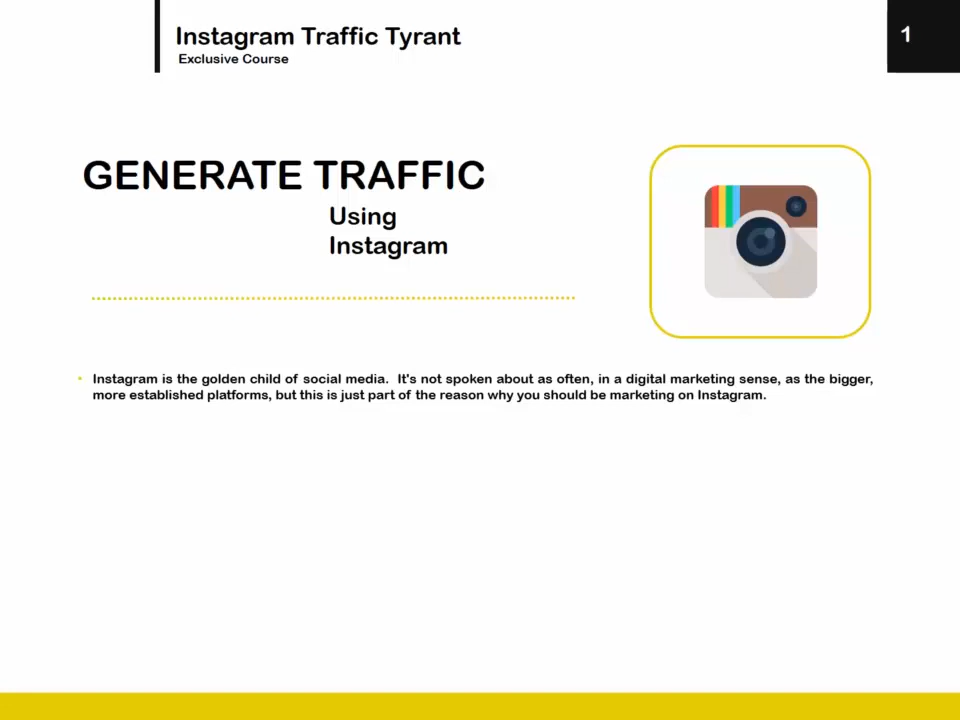 Instagram Traffic Tyrant
Exclusive Course
1
GENERATE TRAFFIC
Using
Instagram
• Instagram is the golden child of social media.  It's not spoken about as often, in a digital marketing sense, as the bigger,
more established platforms, but this is just part of the reason why you should be marketing on Instagram.